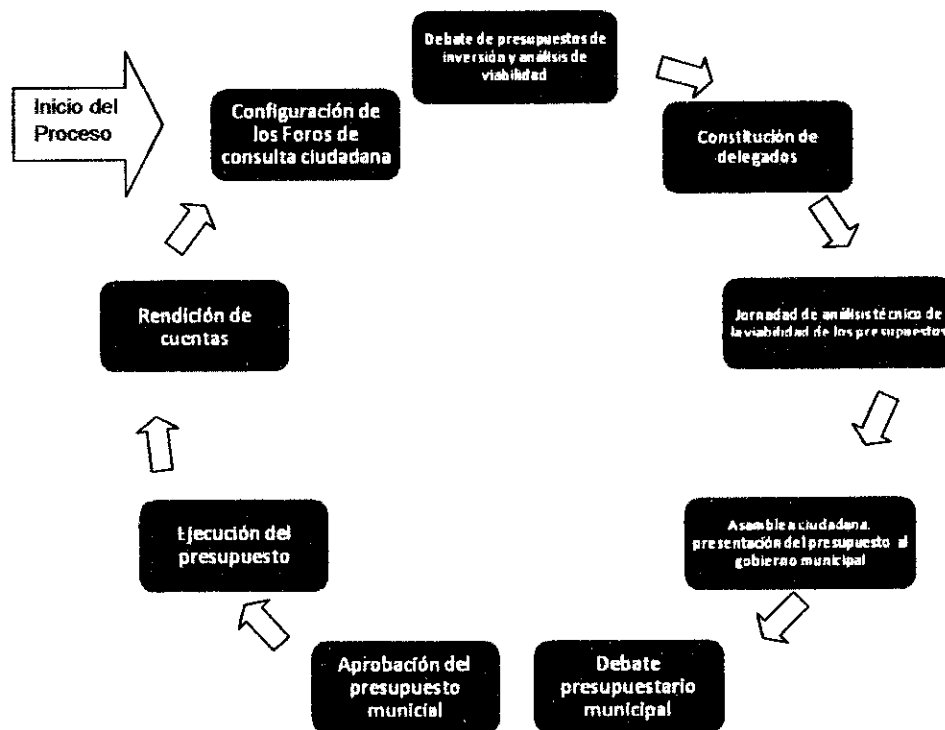 Inicio del
Proceso
Configuración de
los Foros de
consulta ciudadana
Debate de presupuestos de
inversión y análisis de
viabilidad
Constitución de
delegados
Jornadad de análisis técnico de
la viabilidad de los presupuestos
Asamblea ciudadana.
presentación del presupuesto al
gobierno municipal
Debate
presupuestario
municipal
Aprobación del
presupuesto
municial
Ejecución del
presupuesto
Rendición de
cuentas